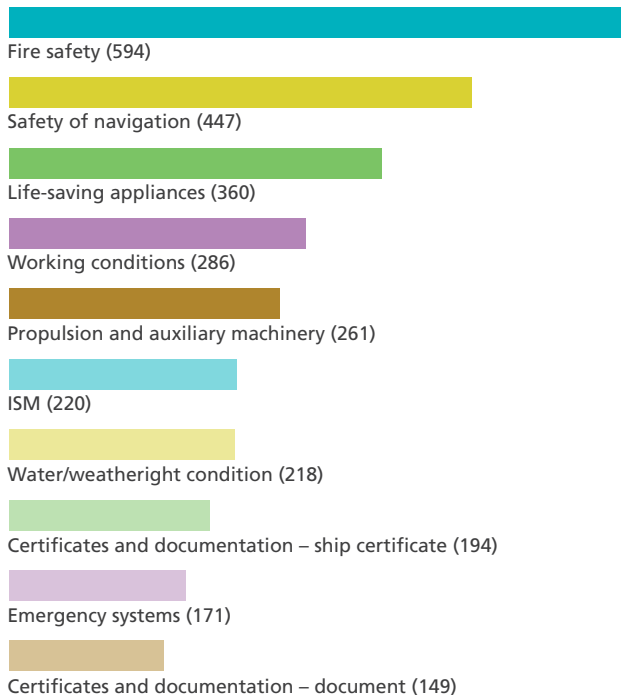 Fire safety (594)
Safety of navigation (447)
Life-saving appliances (360)
Working conditions (286)
Propulsion and auxiliary machinery (261)
ISM (220)
Water/weatheright condition (218)
Certificates and documentation – ship certificate (194)
Emergency systems (171)
Certificates and documentation – document (149)